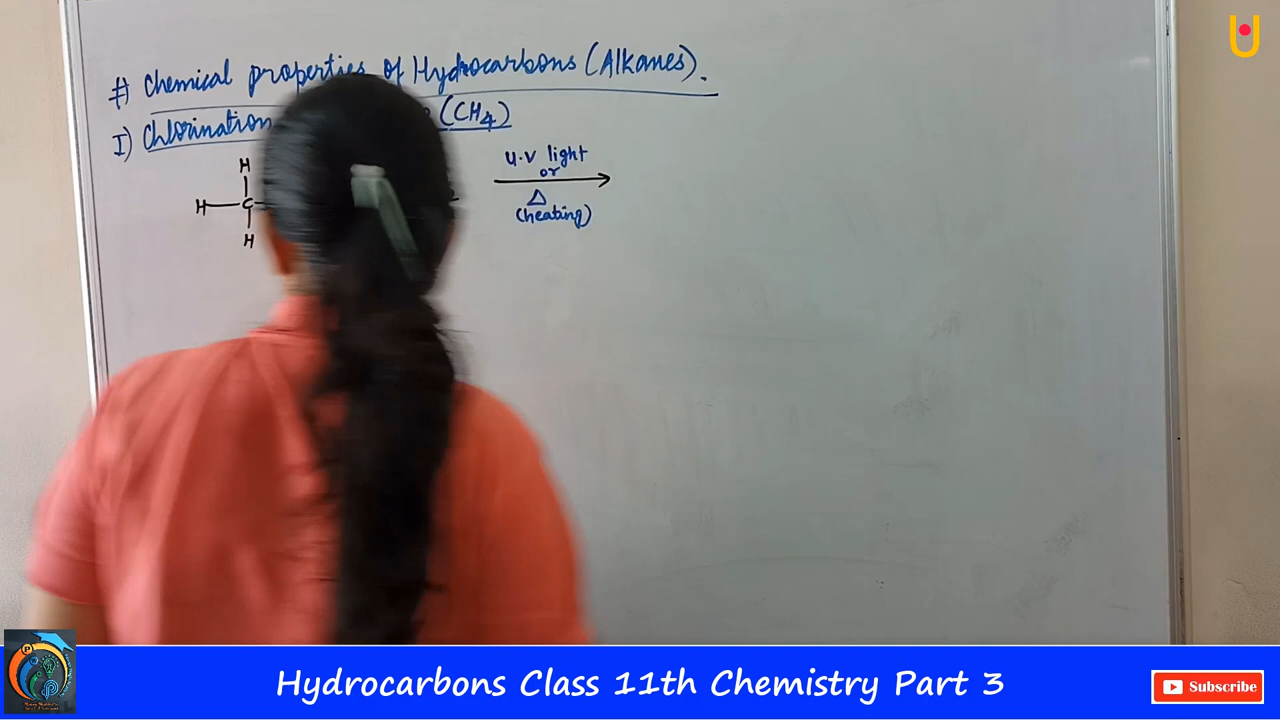 #) Chemical properties of Hydrocarbons (Alkanes).
I) Chlorination (CH4)
H
U.V light
or
H C
Δ
(heating)
H
Hydrocarbons Class 11th Chemistry Part 3
Subscribe